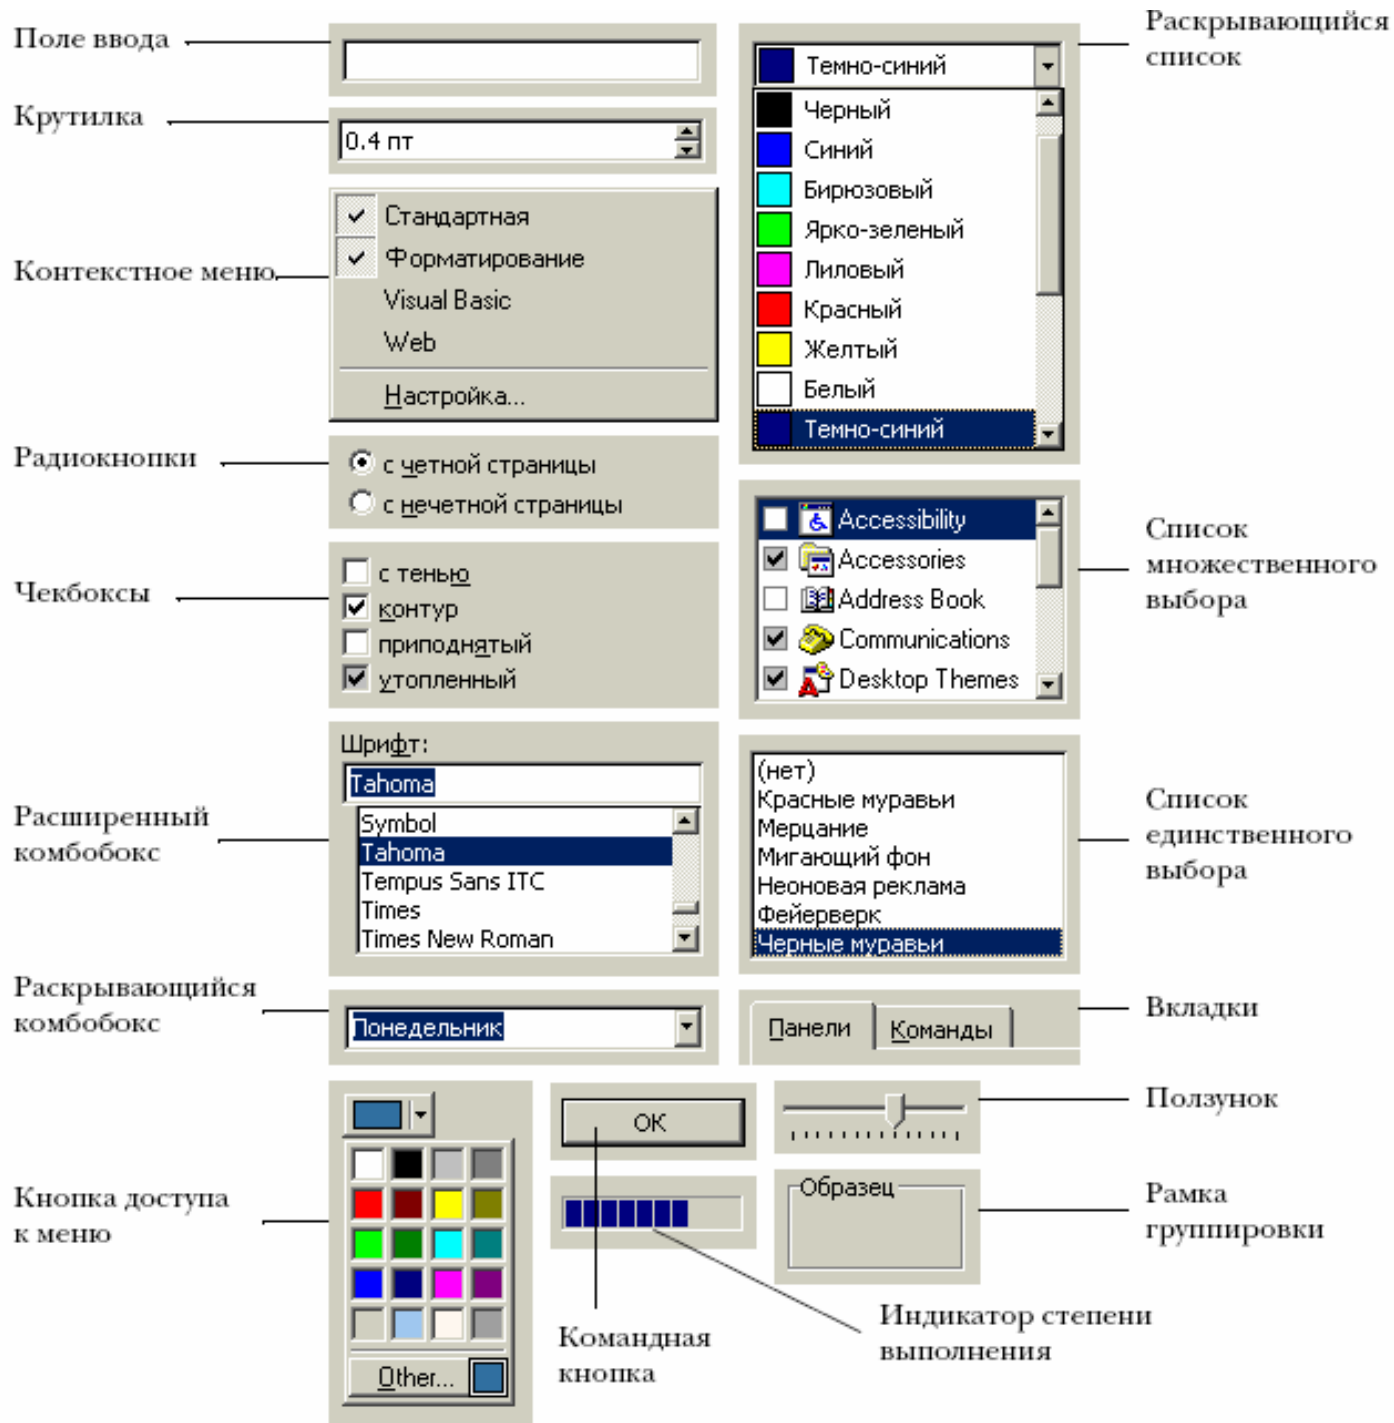 Поле ввода
Крутилка
0.4 пт
Контекстное меню
Стандартная
Форматирование
Visual Basic
Web
Настройка...
Радиокнопки
с четной страницы
с нечетной страницы
Чекбоксы
с тенью
контур
приподнятый
утопленный
Расширенный
комбобокс
Шрифт:
Tahoma
Symbol
Tahoma
Tempus Sans ITC
Times
Times New Roman
Раскрывающийся
комбобокс
Понедельник
Раскрывающийся
список
Темно-синий
Черный
Синий
Бирюзовый
Ярко-зеленый
Лиловый
Красный
Желтый
Белый
Темно-синий
Список
множественного
выбора
Accessibility
Accessories
Address Book
Communications
Desktop Themes
Список
единственного
выбора
(нет)
Красные муравьи
Мерцание
Мигающий фон
Неоновая реклама
Фейерверк
Черные муравьи
Вкладки
Панели
Команды
Кнопка доступа
к меню
Other...
OK
Командная
кнопка
Индикатор степени
выполнения
Ползунок
Образец
Рамка
группировки